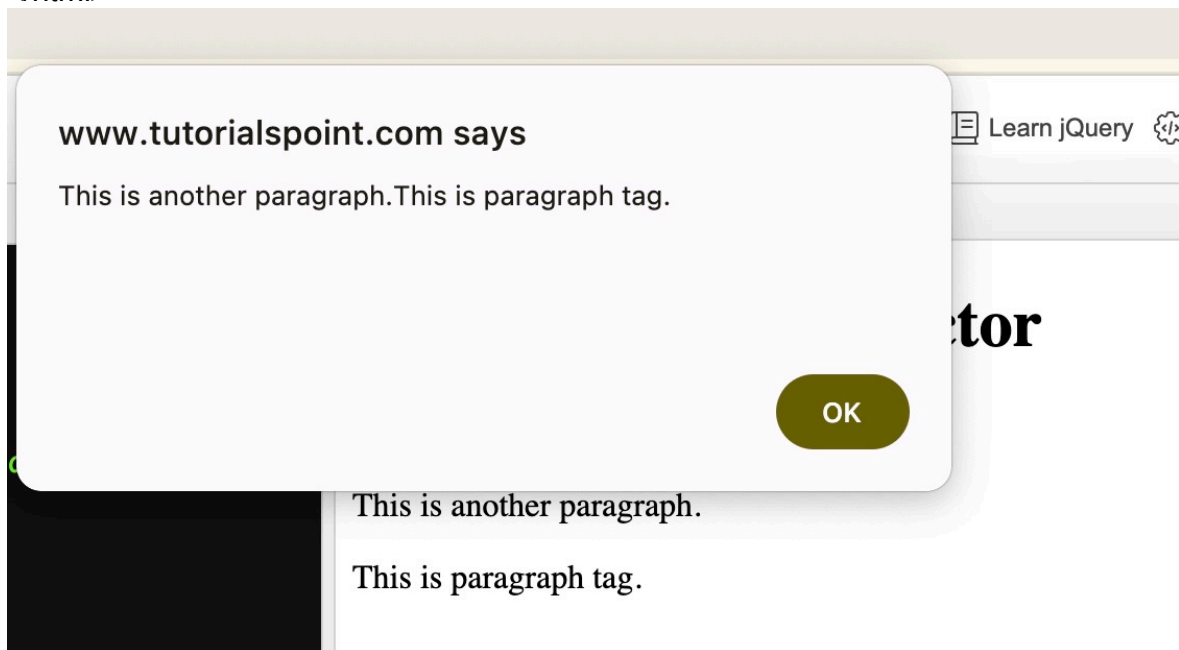 www.tutorialspoint.com says
Learn jQuery
This is another paragraph.This is paragraph tag.
tor
OK
This is another paragraph.
This is paragraph tag.